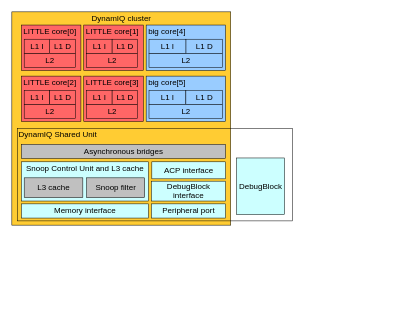 DynamIQ cluster
LITTLE core[0] LITTLE core[1] big core[4]
L1 I L1 D L1 I L1 D L1 I L1 D
L2 L2 L2
LITTLE core[2] LITTLE core[3] big core[5]
L1 I L1 D L1 I L1 D L1 I L1 D
L2 L2 L2
DynamIQ Shared Unit
Asynchronous bridges
Snoop Control Unit and L3 cache
L3 cache Snoop filter
ACP interface
DebugBlock
interface
Memory interface Peripheral port
DebugBlock